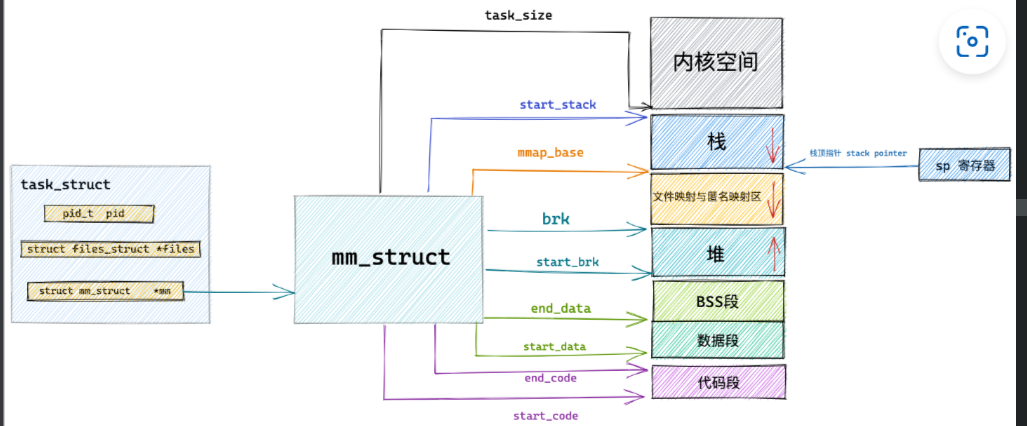 task_size
内核空间
start_stack
栈
mmap_base
栈顶指针 stack pointer
sp 寄存器
task_struct
pid_t pid
struct files_struct *files
struct mm_struct *mm
mm_struct
文件映射与匿名映射区
brk
堆
start_brk
BSS段
end_data
数据段
start_data
end_code
代码段
start_code